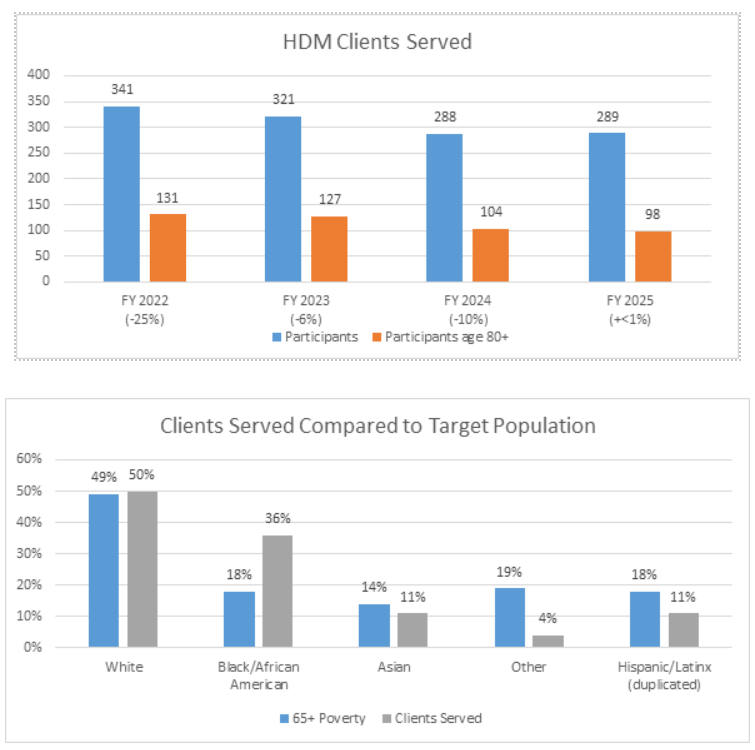 HDM Clients Served
400
350
300
250
200
150
100
50
0
341
131
321
127
288
104
289
98
FY 2022
(-25%)
FY 2023
(-6%)
FY 2024
(-10%)
FY 2025
(+<1%)
Participants
Participants age 80+
Clients Served Compared to Target Population
60%
50%
40%
30%
20%
10%
0%
49%
50%
18%
36%
14%
11%
19%
4%
18%
11%
White
Black/African
American
Asian
Other
Hispanic/Latinx
(duplicated)
65+ Poverty
Clients Served